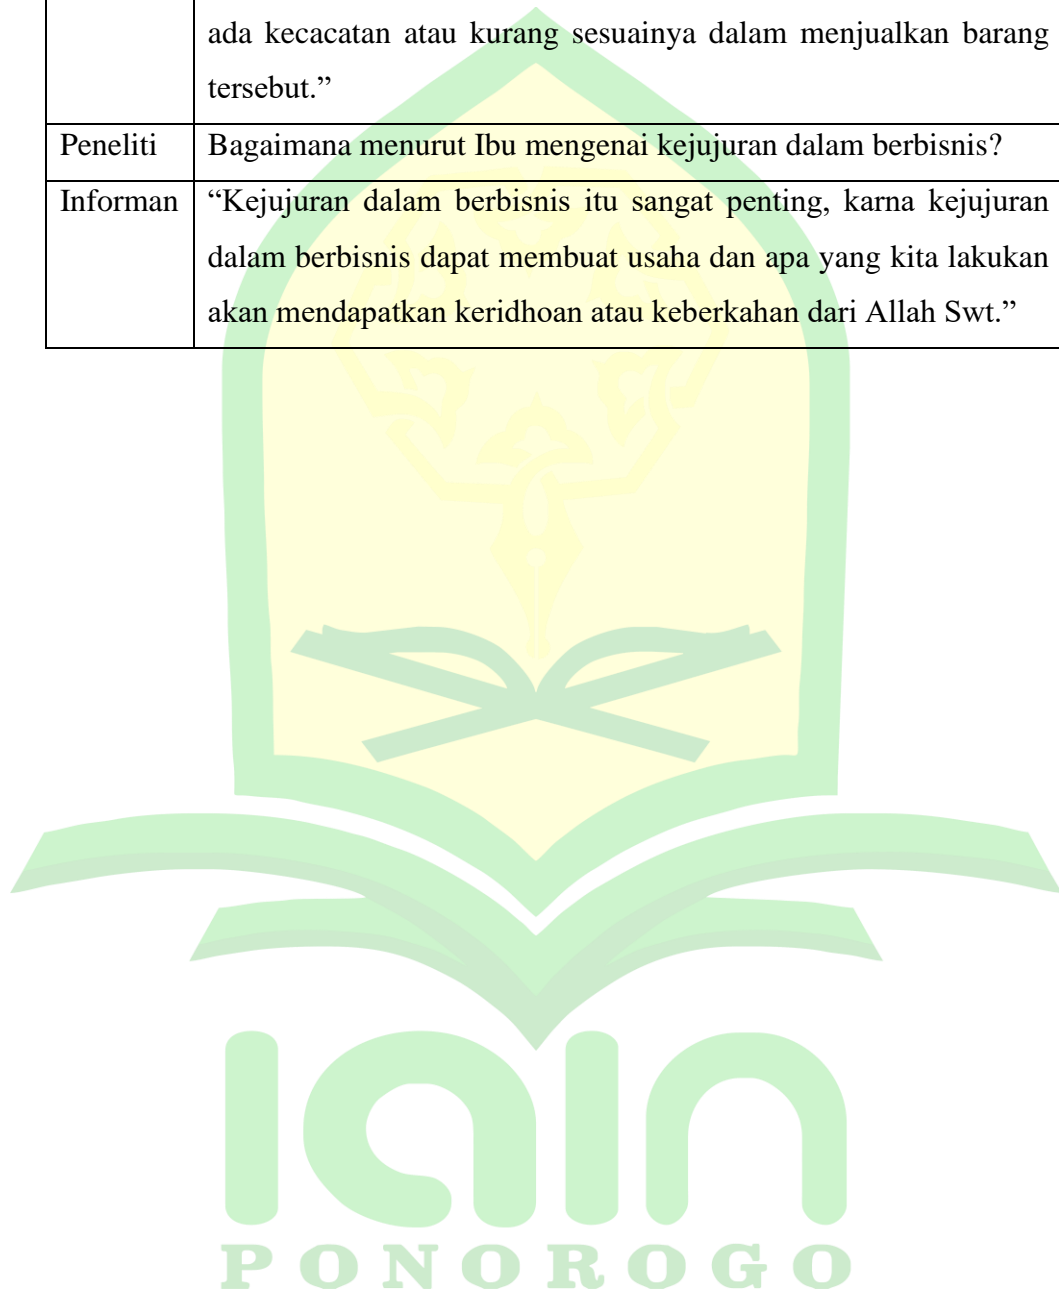 ada kecacatan atau kurang sesuainya dalam menjualkan barang
tersebut.”
Peneliti Bagaimana menurut Ibu mengenai kejujuran dalam berbisnis?
Informan “Kejujuran dalam berbisnis itu sangat penting, karna kejujuran
dalam berbisnis dapat membuat usaha dan apa yang kita lakukan
akan mendapatkan keridhoan atau keberkahan dari Allah Swt.”
iain
PONOROGO